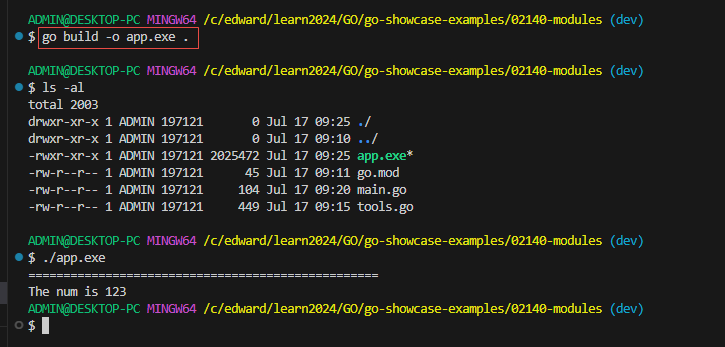 ADMIN@DESKTOP-PC MINGW64 /c/edward/learn2024/GO/go-showcase-examples/02140-modules (dev)
$ go build -o app.exe .
ADMIN@DESKTOP-PC MINGW64 /c/edward/learn2024/GO/go-showcase-examples/02140-modules (dev)
$ ls -al
total 2003
drwxr-xr-x 1 ADMIN 197121       0 Jul 17 09:25 ./
drwxr-xr-x 1 ADMIN 197121       0 Jul 17 09:10 ../
-rwxr-xr-x 1 ADMIN 197121 2025472 Jul 17 09:25 app.exe*
-rw-r--r-- 1 ADMIN 197121      45 Jul 17 09:11 go.mod
-rw-r--r-- 1 ADMIN 197121     104 Jul 17 09:20 main.go
-rw-r--r-- 1 ADMIN 197121     449 Jul 17 09:15 tools.go
ADMIN@DESKTOP-PC MINGW64 /c/edward/learn2024/GO/go-showcase-examples/02140-modules (dev)
$ ./app.exe
==================================================
The num is 123
ADMIN@DESKTOP-PC MINGW64 /c/edward/learn2024/GO/go-showcase-examples/02140-modules (dev)
$